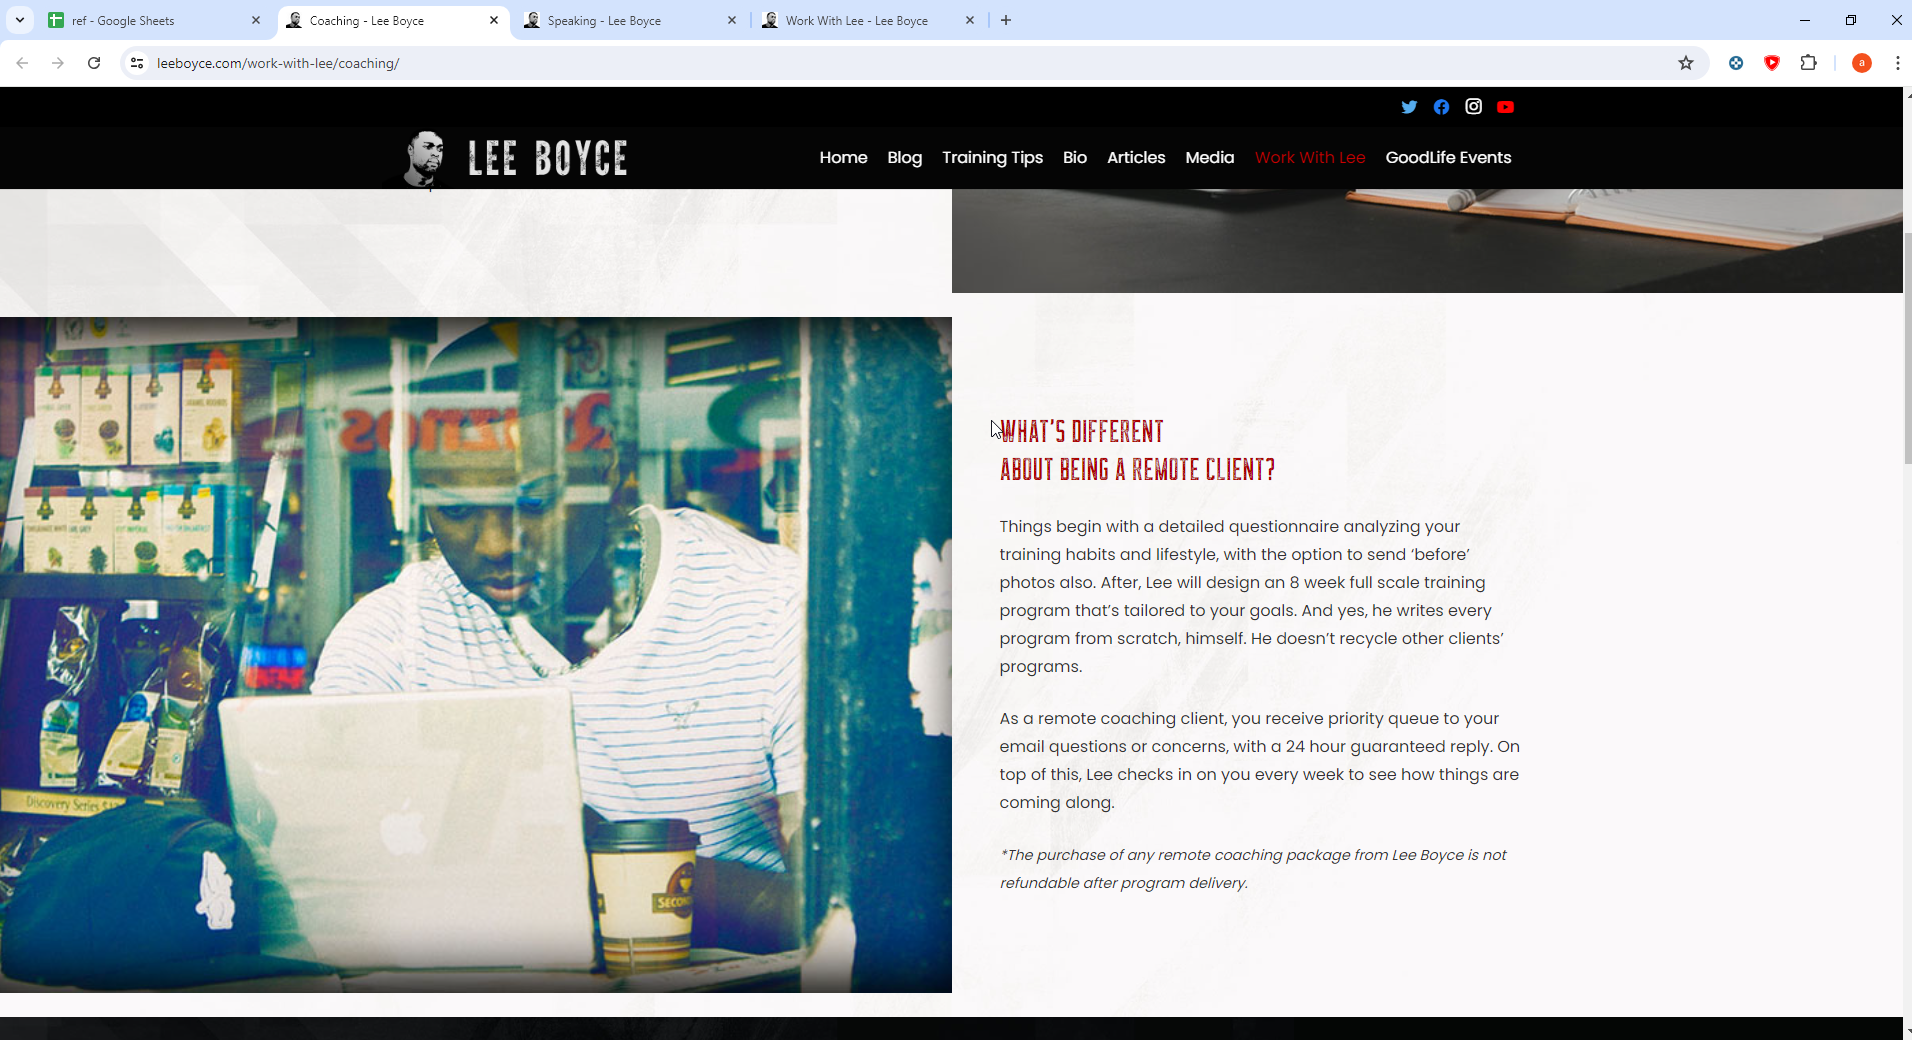 ref - Google Sheets
Coaching - Lee Boyce
Speaking - Lee Boyce
Work With Lee - Lee Boyce
leeboyce.com/work-with-lee/coaching/
a
LEE BOYCE
Home Blog Training Tips Bio Articles Media Work With Lee GoodLife Events
WHAT'S DIFFERENT
ABOUT BEING A REMOTE CLIENT?
Things begin with a detailed questionnaire analyzing your
training habits and lifestyle, with the option to send ‘before’
photos also. After, Lee will design an 8 week full scale training
program that’s tailored to your goals. And yes, he writes every
program from scratch, himself. He doesn’t recycle other clients’
programs.
As a remote coaching client, you receive priority queue to your
email questions or concerns, with a 24 hour guaranteed reply. On
top of this, Lee checks in on you every week to see how things are
coming along.
*The purchase of any remote coaching package from Lee Boyce is not
refundable after program delivery.
Discovery Series
SECOND